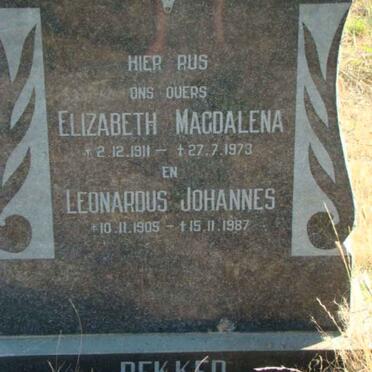 HIER RUS
ONS OUERS
ELIZABETH MAGDALENA
* 2.12.1911 – † 27.7.1973
EN
LEONARDUS JOHANNES
* 10.11.1905 – † 15.11.1987
BEKKER